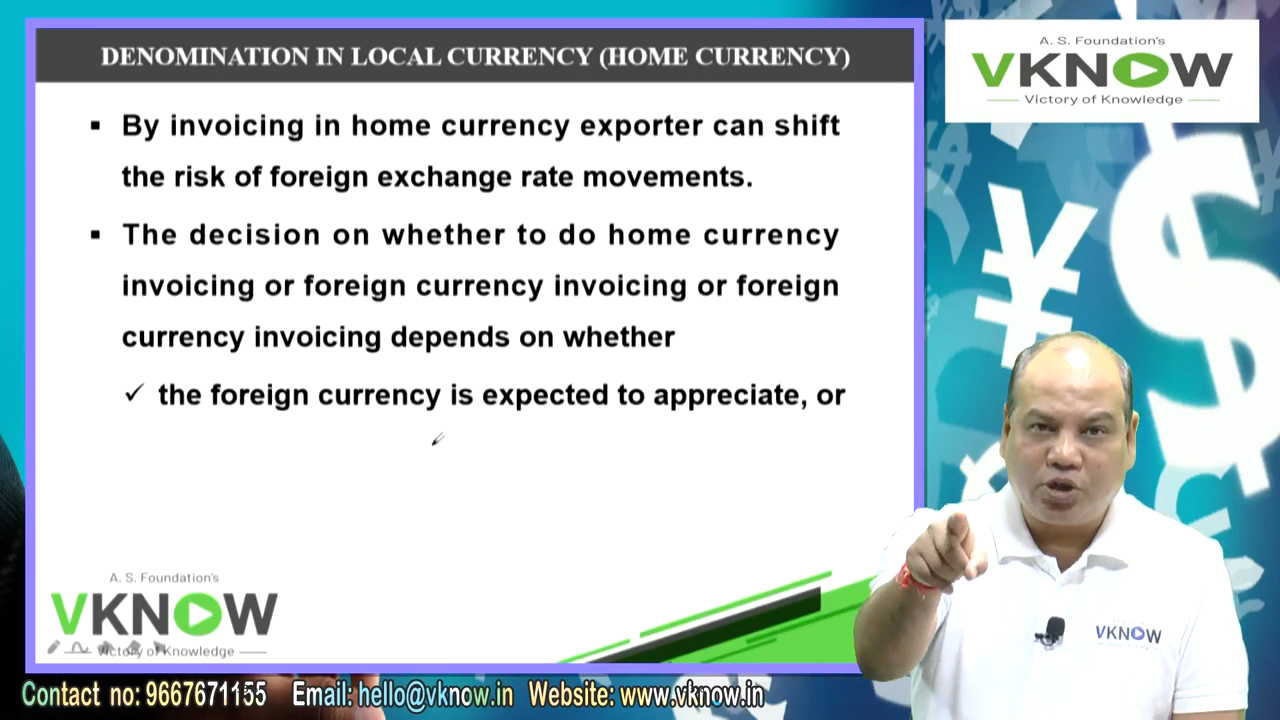 DENOMINATION IN LOCAL CURRENCY (HOME CURRENCY)
A. S. Foundation's
VKNOW
Victory of Knowledge
▪ By invoicing in home currency exporter can shift
the risk of foreign exchange rate movements.
▪ The decision on whether to do home currency
invoicing or foreign currency invoicing or foreign
currency invoicing depends on whether
✓ the foreign currency is expected to appreciate, or
A. S. Foundation's
VKNOW
Victory of Knowledge
VKNOW
Contact no: 9667671155 Email: hello@vknow.in Website: www.vknow.in